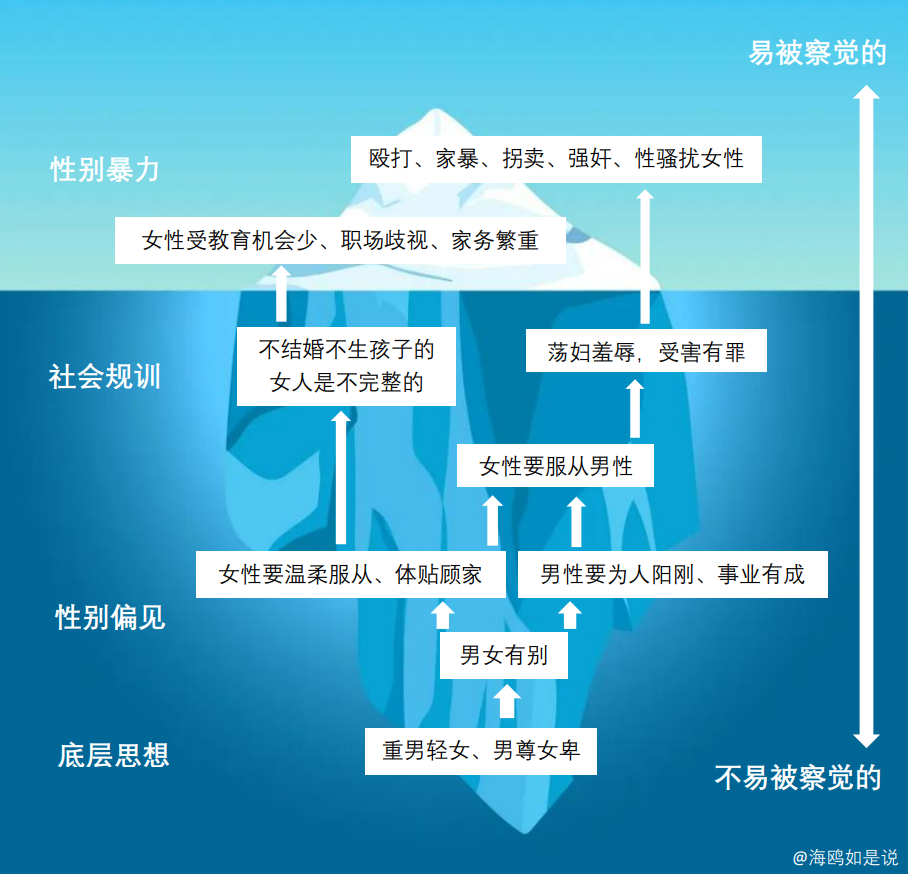 易被察觉的
殴打、家暴、拐卖、强奸、性骚扰女性
性别暴力
女性受教育机会少、职场歧视、家务繁重
不结婚不生孩子的
女人是不完整的
荡妇羞辱，受害有罪
社会规训
女性要服从男性
女性要温柔服从、体贴顾家
男性要为人阳刚、事业有成
性别偏见
男女有别
重男轻女、男尊女卑
底层思想
不易被察觉的
@海鸥如是说